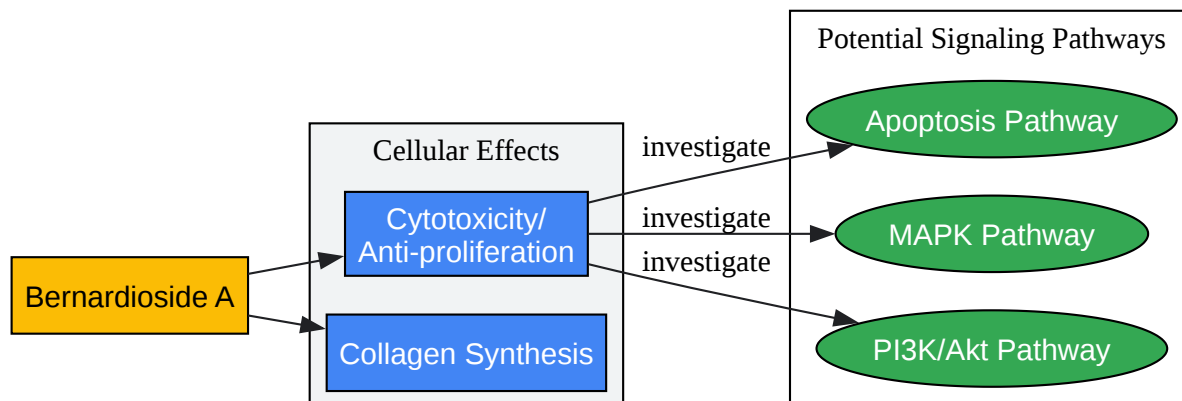 Bernardioside A
Cellular Effects
Cytotoxicity/
Anti-proliferation
Collagen Synthesis
investigate
investigate
investigate
Potential Signaling Pathways
Apoptosis Pathway
MAPK Pathway
PI3K/Akt Pathway